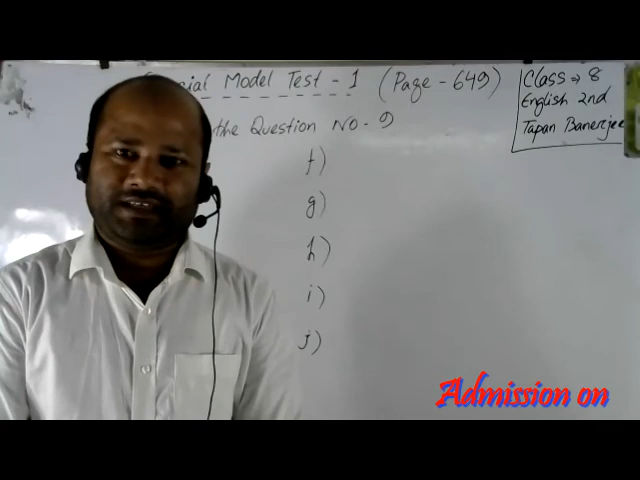 Model Test - 1 (Page - 649)
Class ⇒ 8
English 2nd
Tapan Banerjee
the Question NO - 9
f)
g)
h)
i)
j)
Admission on